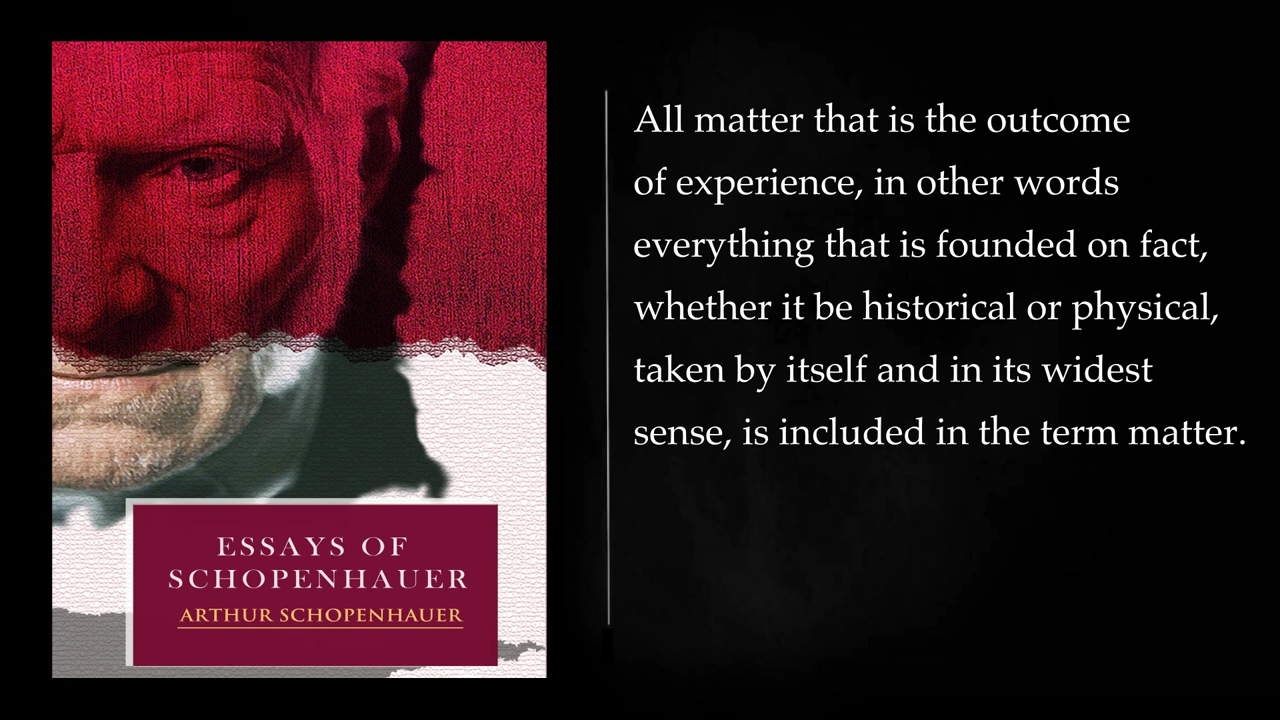 ESSAYS OF
SCHOPENHAUER
ARTHUR SCHOPENHAUER
All matter that is the outcome
of experience, in other words
everything that is founded on fact,
whether it be historical or physical,
taken by itself and in its widest
sense, is included in the term matter.